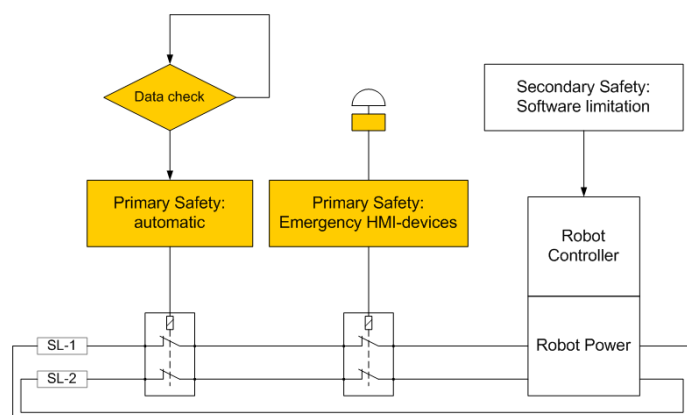 Data check
Secondary Safety:
Software limitation
Primary Safety:
automatic
Primary Safety:
Emergency HMI-devices
Robot
Controller
SL-1
Robot Power
SL-2